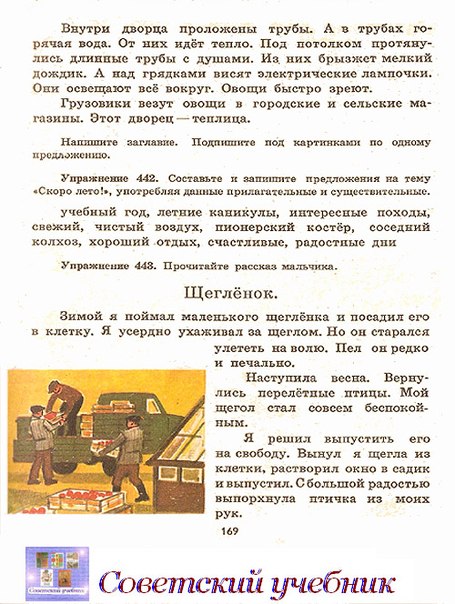 Внутри дворца проложены трубы. А в трубах го-
рячая вода. От них идёт тепло. Под потолком протяну-
лись длинные трубы с душами. Из них брызжет мелкий
дождик. А над грядками висят электрические лампочки.
Они освещают всё вокруг. Овощи быстро зреют.
Грузовики везут овощи в городские и сельские ма-
газины. Этот дворец — теплица.
Напишите заглавие. Подпишите под картинками по одному
предложению.
Упражнение 442. Составьте и запишите предложения на тему
«Скоро лето!», употребляя данные прилагательные и существительные.
учебный год, летние каникулы, интересные походы,
свежий, чистый воздух, пионерский костёр, соседний
колхоз, хороший отдых, счастливые, радостные дни
Упражнение 443. Прочитайте рассказ мальчика.
Щеглёнок.
Зимой я поймал маленького щеглёнка и посадил его
в клетку. Я усердно ухаживал за щеглом. Но он старался
улететь на волю. Пел он редко
и печально.
Наступила весна. Верну-
лись перелётные птицы. Мой
щегол стал совсем беспокой-
ным.
Я решил выпустить его
на свободу. Вынул я щегла из
клетки, растворил окно в садик
и выпустил. С большой радостью
выпорхнула птичка из моих
рук.
169
Советский учебник
Советский учебник